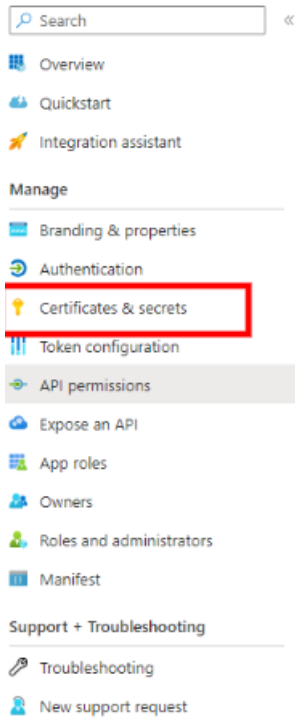 Search
Overview
Quickstart
Integration assistant
Manage
Branding & properties
Authentication
Certificates & secrets
Token configuration
API permissions
Expose an API
App roles
Owners
Roles and administrators
Manifest
Support + Troubleshooting
Troubleshooting
New support request